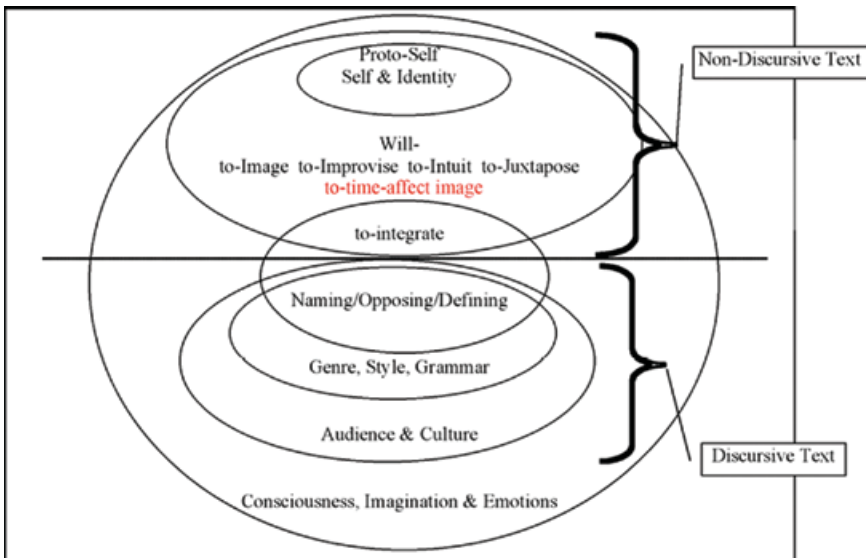 Proto-Self
Self & Identity
Non-Discursive Text
Will-
to-Image to-Improvise to-Intuit to-Juxtapose
to-time-affect image
to-integrate
Naming/Opposing/Defining
Genre, Style, Grammar
Audience & Culture
Discursive Text
Consciousness, Imagination & Emotions